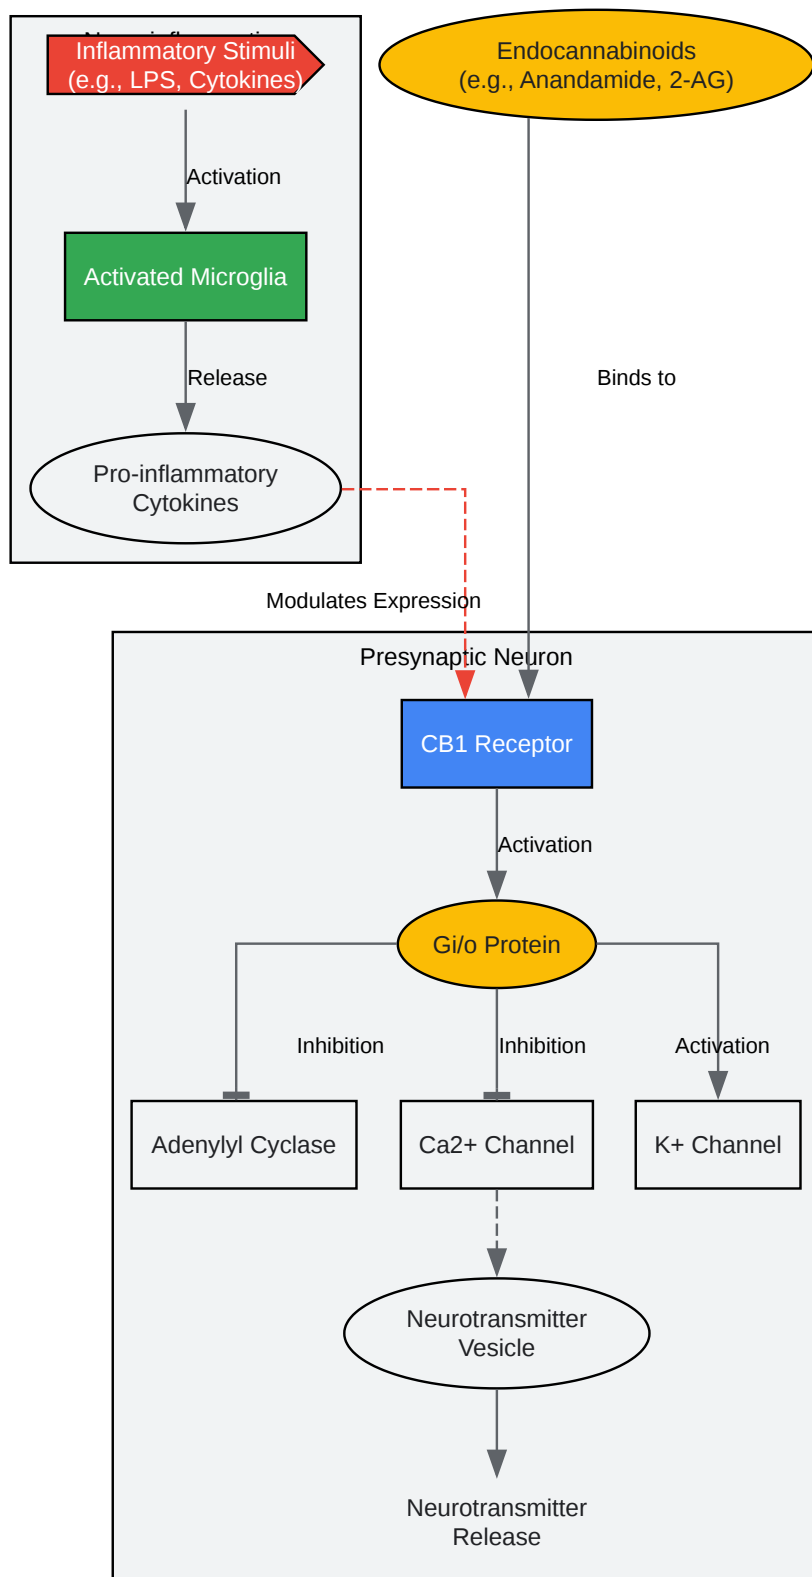 Inflammatory Stimuli
(e.g., LPS, Cytokines)
Endocannabinoids
(e.g., Anandamide, 2-AG)
Activation
Activated Microglia
Release
Binds to
Pro-inflammatory
Cytokines
Modulates Expression
Presynaptic Neuron
CB1 Receptor
Activation
Gi/o Protein
Inhibition
Inhibition
Activation
Adenylyl Cyclase
Ca2+ Channel
K+ Channel
Neurotransmitter
Vesicle
Neurotransmitter
Release